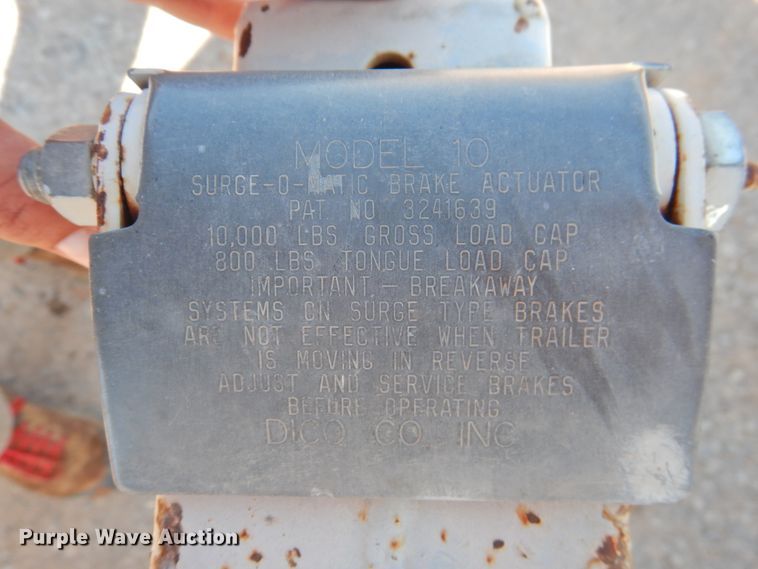 MODEL 10
SURGE-O-MATIC BRAKE ACTUATOR
PAT. NO 3241639
10,000 LBS GROSS LOAD CAP
800 LBS TONGUE LOAD CAP
IMPORTANT - BREAKAWAY
SYSTEMS ON SURGE TYPE BRAKES
ARE NOT EFFECTIVE WHEN TRAILER
IS MOVING IN REVERSE
ADJUST AND SERVICE BRAKES
BEFORE OPERATING
DICO CO. INC
Purple Wave Auction